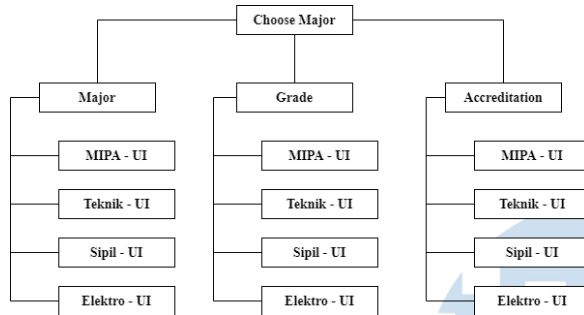 Choose Major
Major
Grade
Accreditation
MIPA - UI
MIPA - UI
MIPA - UI
Teknik - UI
Teknik - UI
Teknik - UI
Sipil - UI
Sipil - UI
Sipil - UI
Elektro - UI
Elektro - UI
Elektro - UI